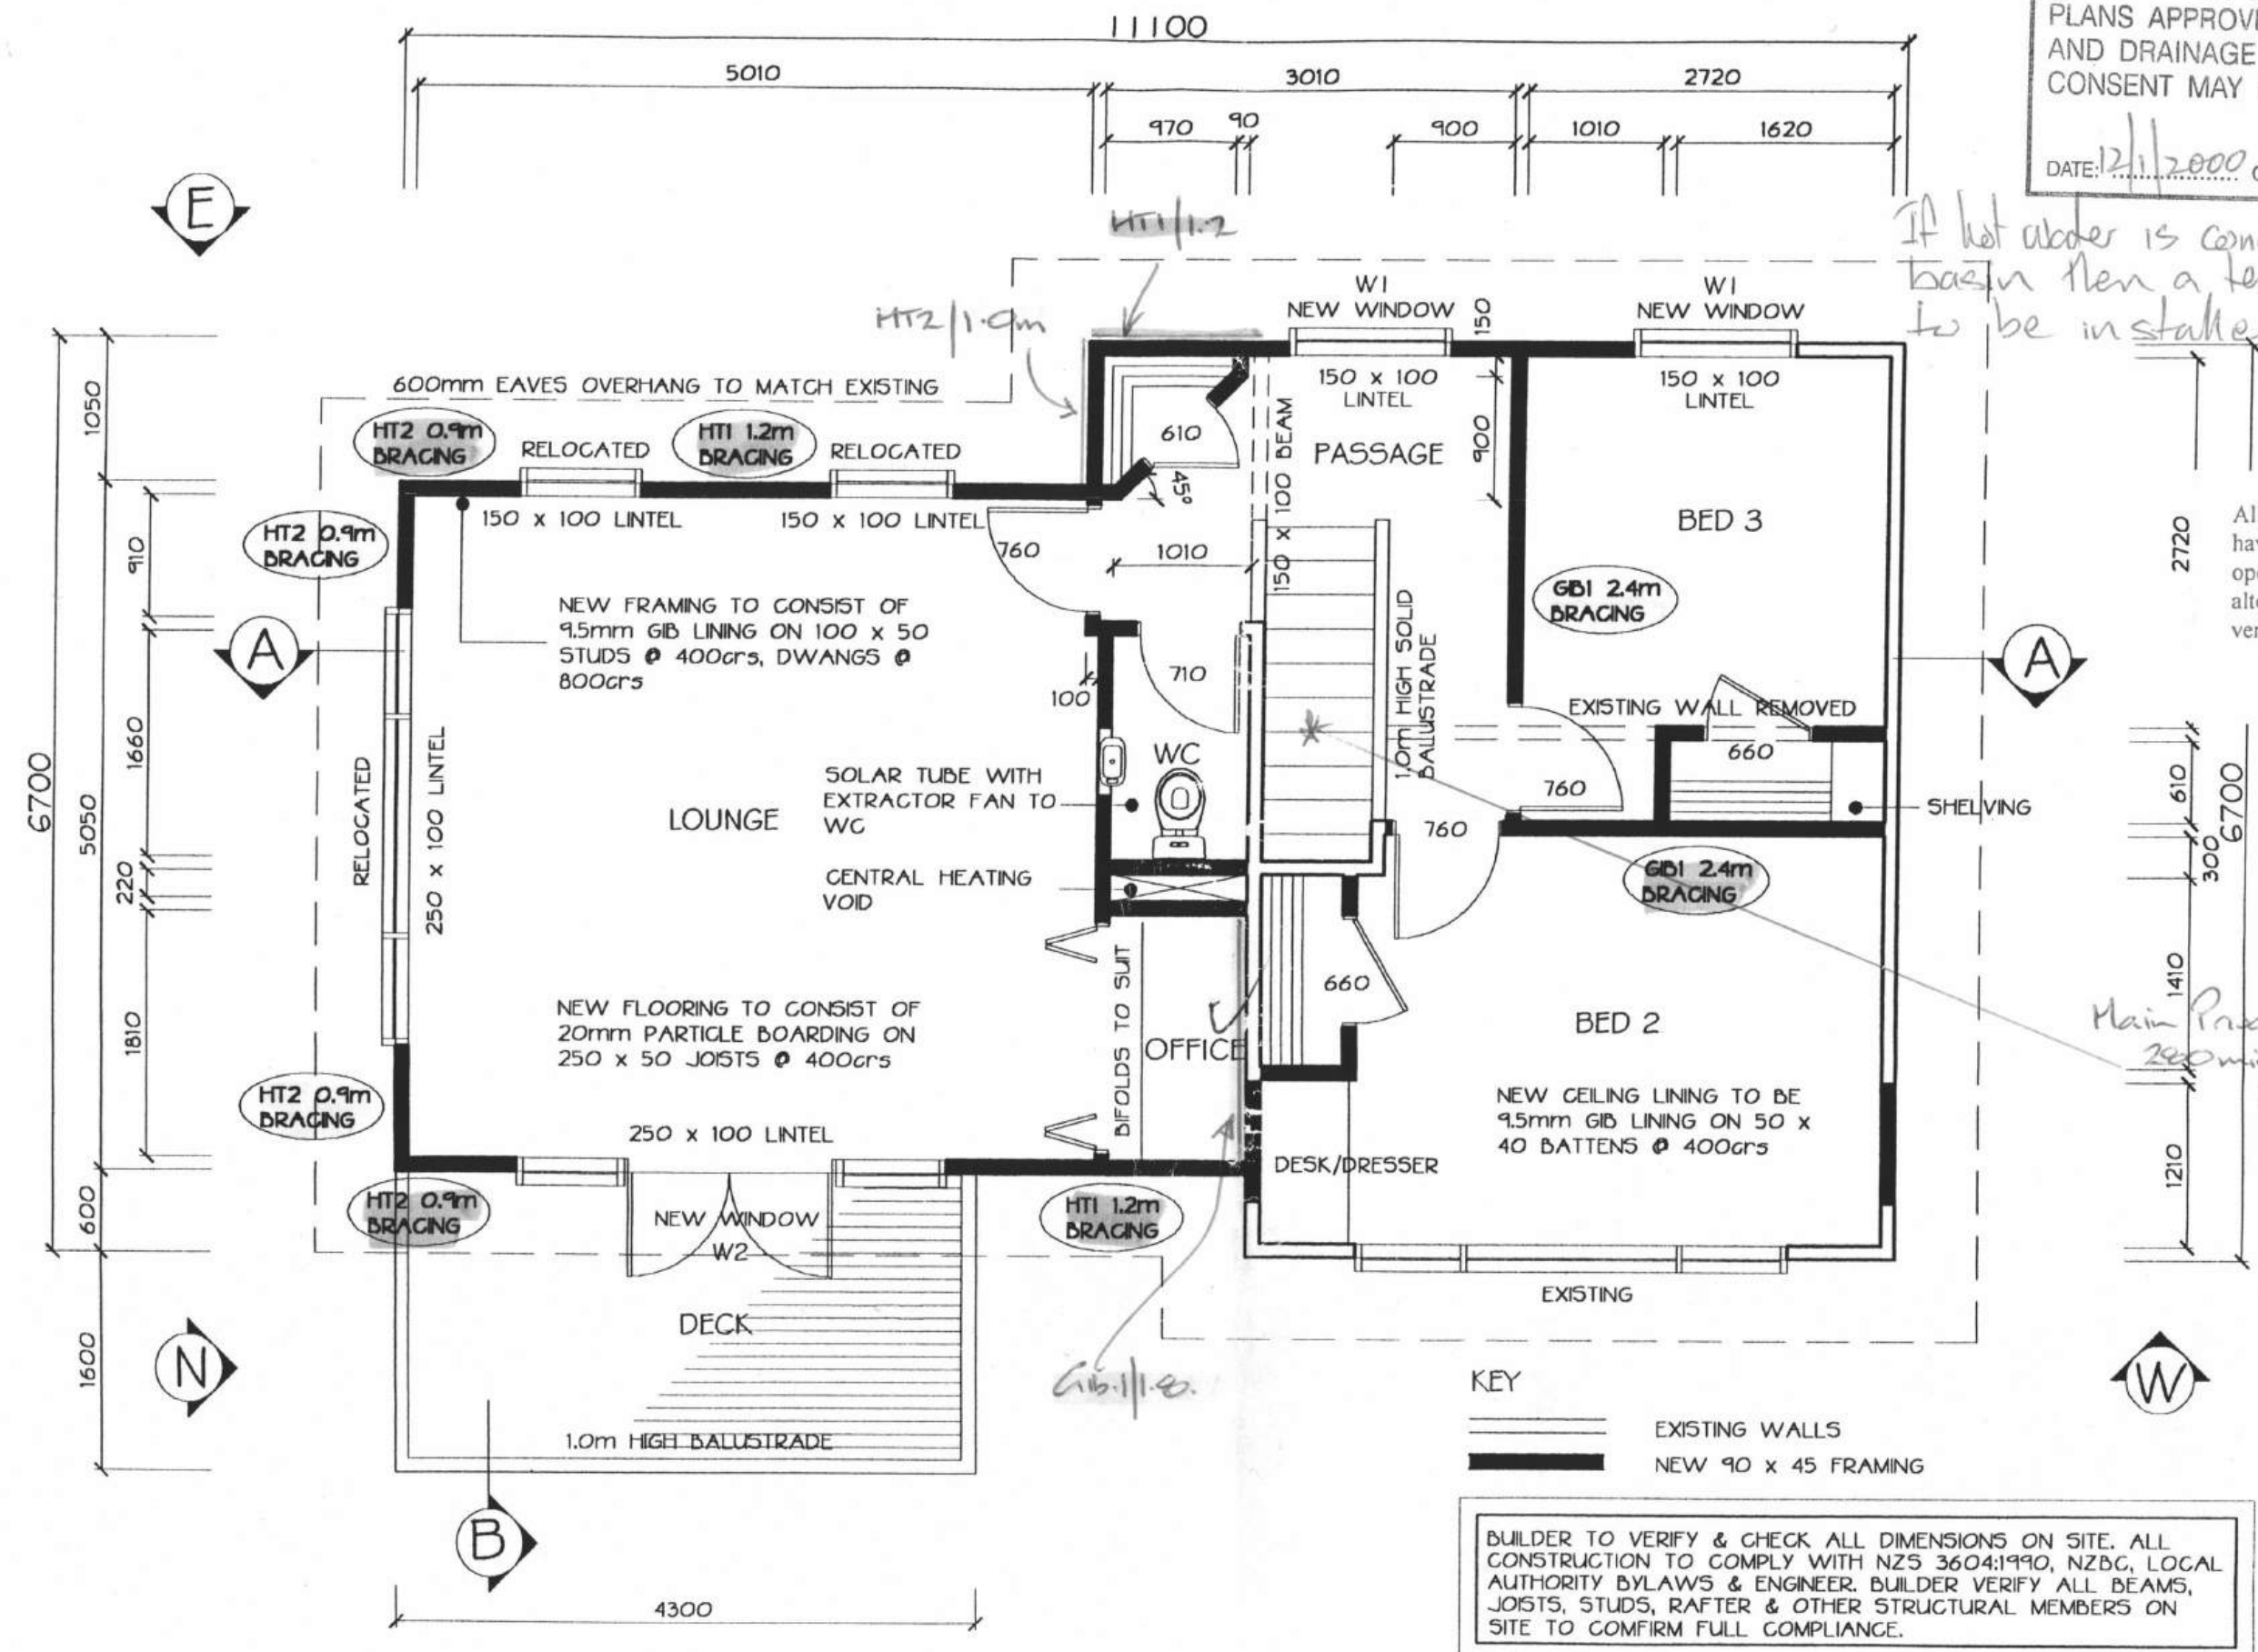 11100
5010
3010
2720
970
90
900
1010
1620
PLANS APPROV
AND DRAINAGE
CONSENT MAY
DATE: 12/1/2000
E
HT1/1.2
HT2/1.
If hot water is
basin then a
to be
W1
NEW WINDOW
150
W1
NEW WINDOW
600mm EAVES OVERHANG TO MATCH EXISTING
HT2 0.9m
BRACING
RELOCATED
HT1 1.2m
BRACING
RELOCATED
150 x 100
LINTEL
150 x 100
LINTEL
610
45°
150 x 100 BEAM
PASSAGE
900
BED 3
1050
150 x 100 LINTEL
150 x 100 LINTEL
HT2 0.9m
BRACING
910
760
1010
NEW FRAMING TO CONSIST OF
9.5mm GIB LINING ON 100 x 50
STUDS @ 400crs, DWANGS @
800crs
GB1 2.4m
BRACING
1.0m HIGH SOLID
BALUSTRADE
2720
A
A
710
100
EXISTING WALL REMOVED
660
WC
SOLAR TUBE WITH
EXTRACTOR FAN TO
WC
LOUNGE
760
760
SHELVING
610
6700
300
6700
5050
1660
RELOCATED
250 x 100 LINTEL
220
CENTRAL HEATING
VOID
GB1 2.4m
BRACING
1810
BIFOLDS TO SUIT
OFFICE
660
BED 2
1410
Main
NEW FLOORING TO CONSIST OF
20mm PARTICLE BOARDING ON
250 x 50 JOISTS @ 400crs
NEW CEILING LINING TO BE
9.5mm GIB LINING ON 50 x
40 BATTENS @ 400crs
HT2 0.9m
BRACING
250 x 100 LINTEL
DESK/DRESSER
1210
HT2 0.9m
BRACING
NEW WINDOW
W2
HT1 1.2m
BRACING
600
EXISTING
DECK
1600
N
W
Gib.1/1.8.
KEY
EXISTING WALLS
NEW 90 x 45 FRAMING
1.0m HIGH BALUSTRADE
B
4300
BUILDER TO VERIFY & CHECK ALL DIMENSIONS ON SITE. ALL
CONSTRUCTION TO COMPLY WITH NZS 3604:1990, NZBC, LOCAL
AUTHORITY BYLAWS & ENGINEER. BUILDER VERIFY ALL BEAMS,
JOISTS, STUDS, RAFTER & OTHER STRUCTURAL MEMBERS ON
SITE TO COMFIRM FULL COMPLIANCE.